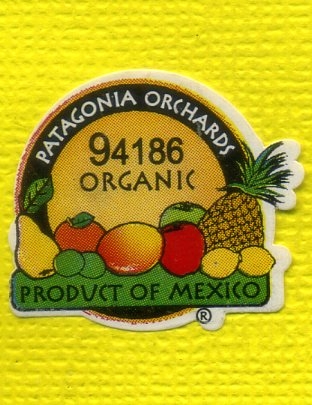 PATAGONIA ORCHARDS
94186
ORGANIC
PRODUCT OF MEXICO
®